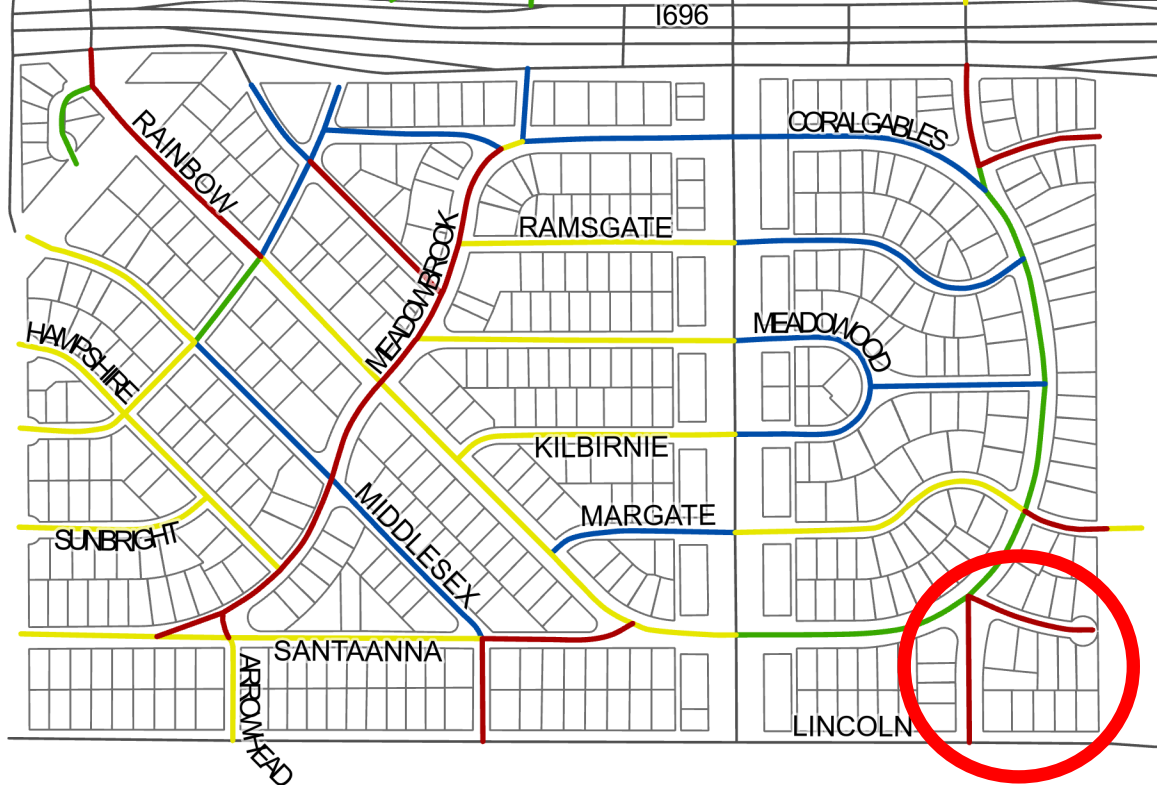 I696
RAINBOW
CORALGABLES
RAMSGATE
MEADOWBROOK
MEADOWOOD
HAMPSHIRE
KILBIRNIE
MIDDLESEX
MARGATE
SUNBRIGHT
SANTAANNA
ARROWHEAD
LINCOLN